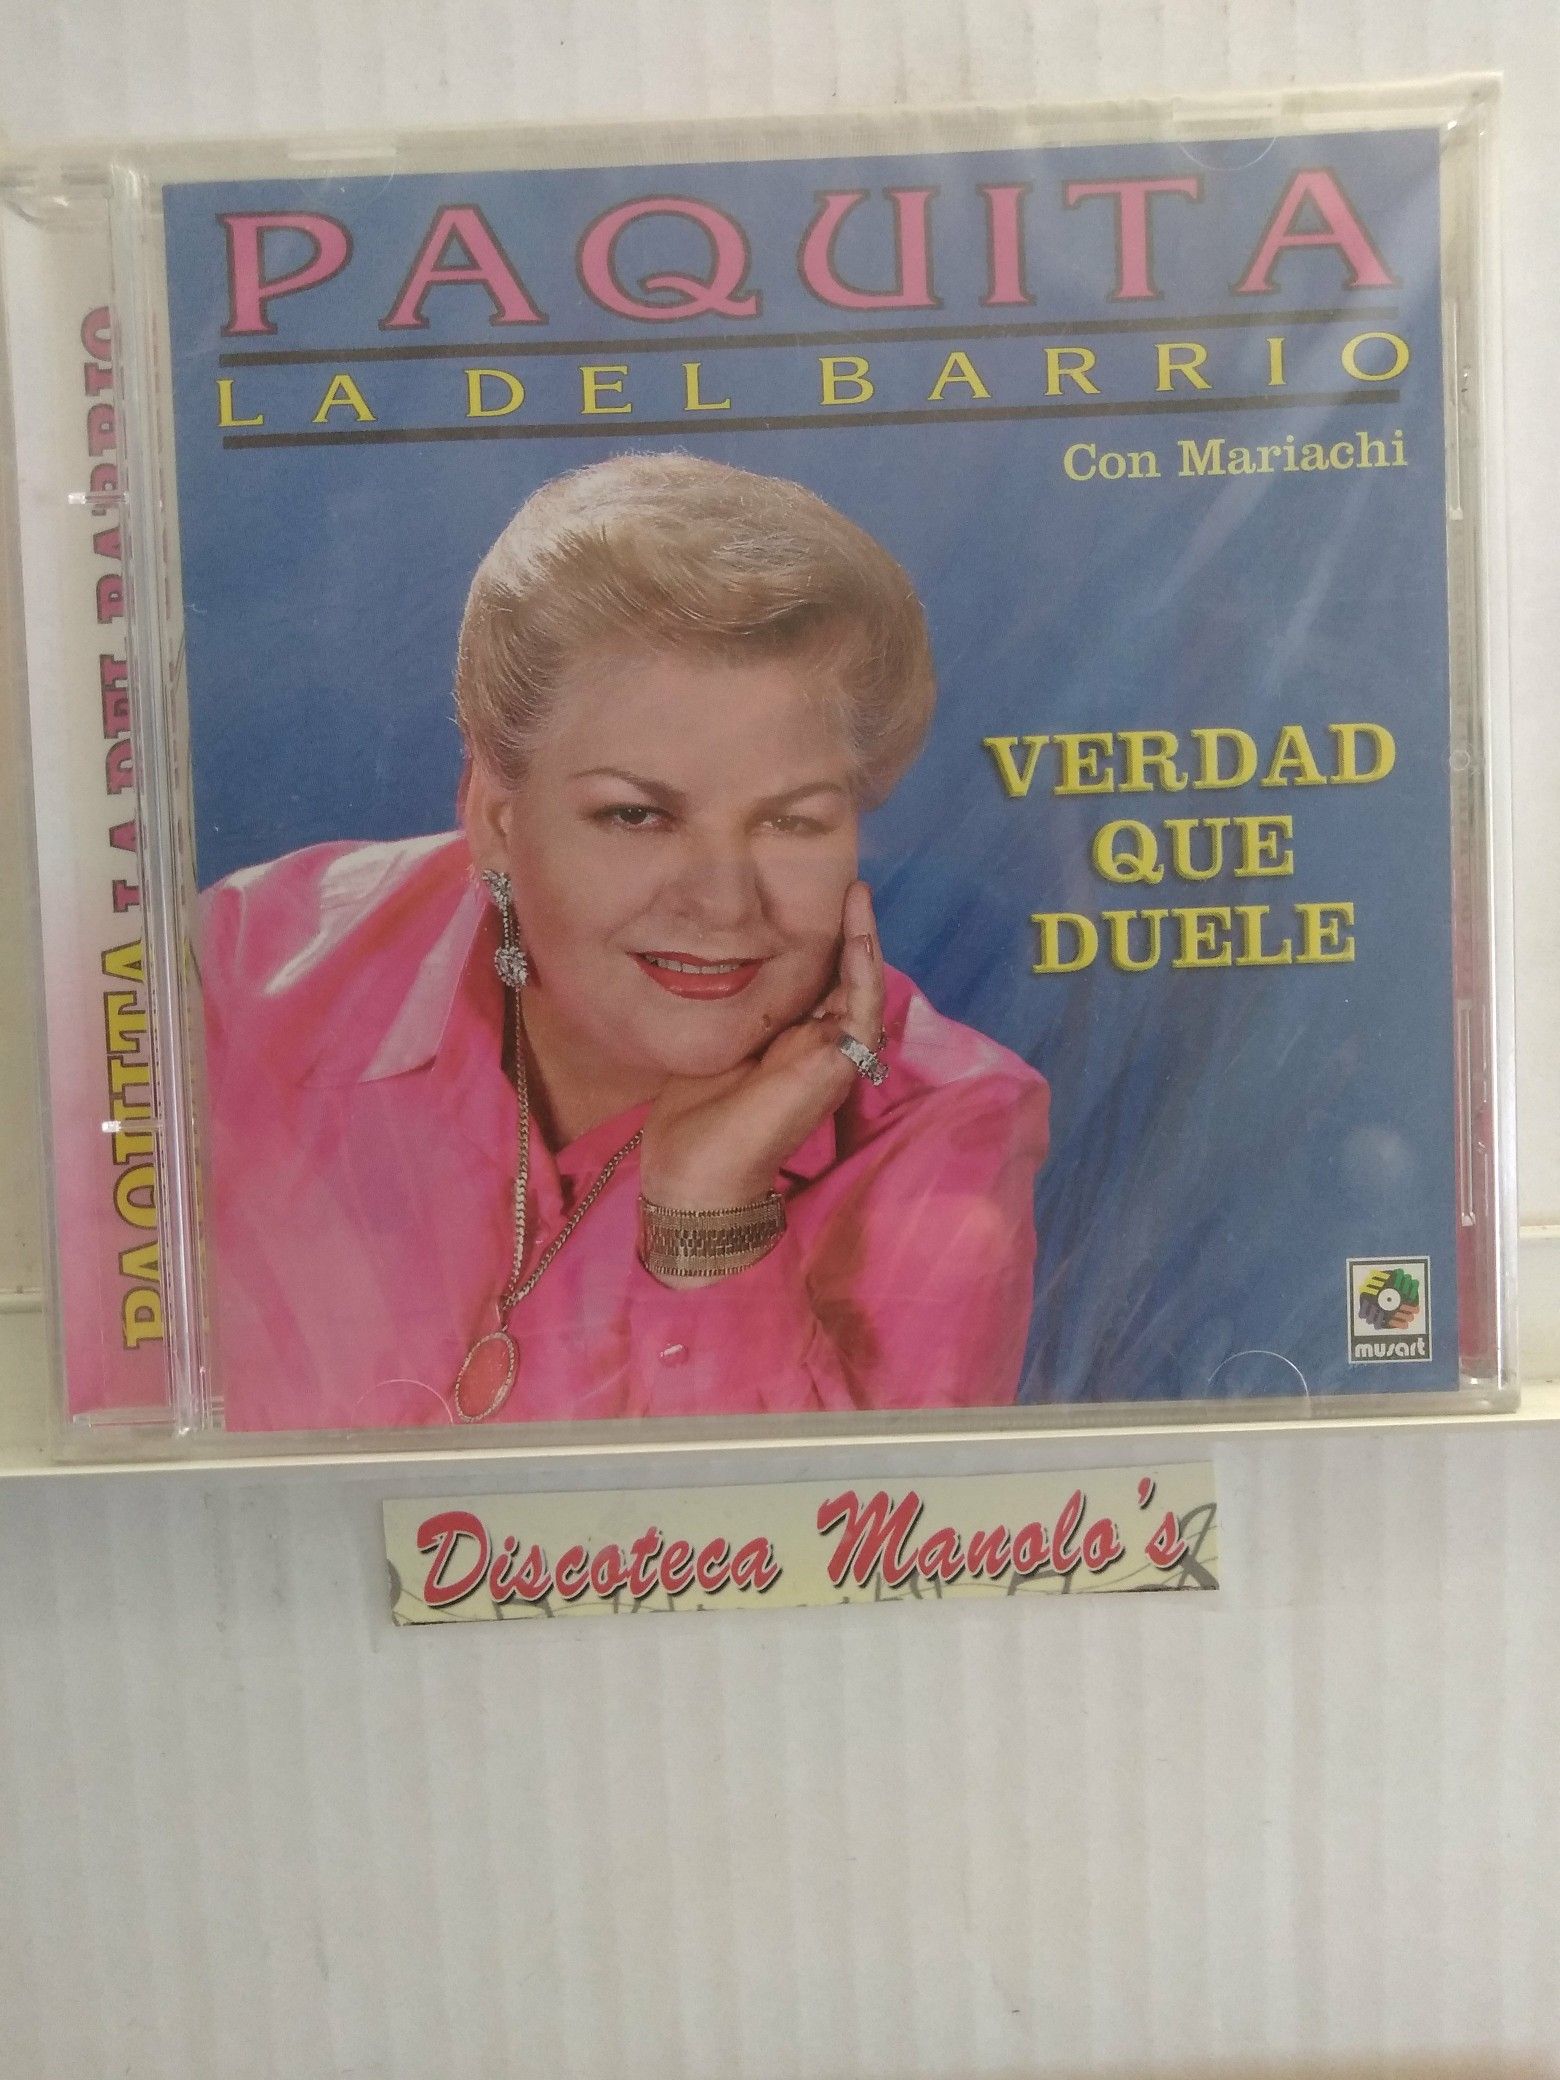 PAQUITA
LA DEL BARRIO
Con Mariachi
VERDAD
QUE
DUELE
musart
PAQUITA LA DEL BARRIO
Discoteca Manolo's